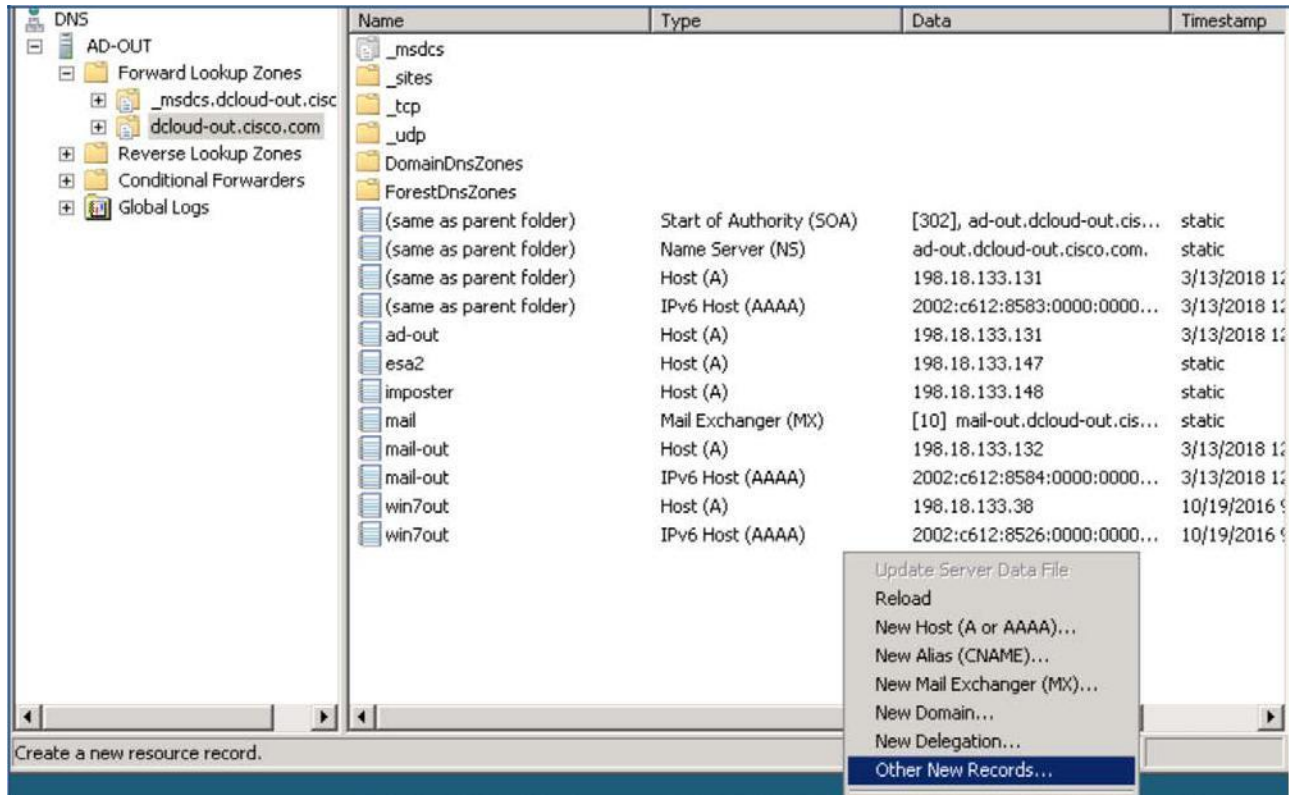 DNS
AD-OUT
Forward Lookup Zones
_msdcs.dcloud-out.cisc
dcloud-out.cisco.com
Reverse Lookup Zones
Conditional Forwarders
Global Logs
Name Type Data Timestamp
_msdcs
_sites
_tcp
_udp
DomainDnsZones
ForestDnsZones
(same as parent folder) Start of Authority (SOA) [302], ad-out.dcloud-out.cis... static
(same as parent folder) Name Server (NS) ad-out.dcloud-out.cisco.com. static
(same as parent folder) Host (A) 198.18.133.131 3/13/2018 12
(same as parent folder) IPv6 Host (AAAA) 2002:c612:8583:0000:0000... 3/13/2018 12
ad-out Host (A) 198.18.133.131 3/13/2018 12
esa2 Host (A) 198.18.133.147 static
imposter Host (A) 198.18.133.148 static
mail Mail Exchanger (MX) [10] mail-out.dcloud-out.cis... static
mail-out Host (A) 198.18.133.132 3/13/2018 12
mail-out IPv6 Host (AAAA) 2002:c612:8584:0000:0000... 3/13/2018 12
win7out Host (A) 198.18.133.38 10/19/2016 9
win7out IPv6 Host (AAAA) 2002:c612:8526:0000:0000... 10/19/2016 9
Update Server Data File
Reload
New Host (A or AAAA)...
New Alias (CNAME)...
New Mail Exchanger (MX)...
New Domain...
New Delegation...
Other New Records...
Create a new resource record.